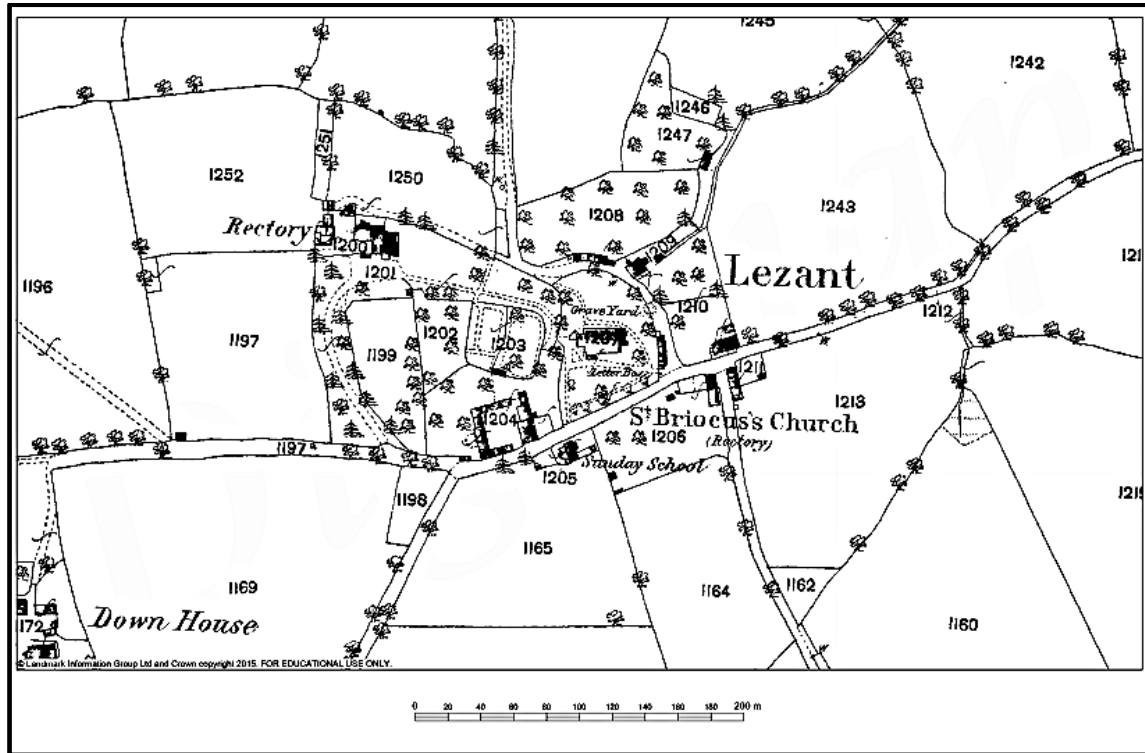 1245
1242
1246
1247
1251
1252
1250
1208
1243
Rectory
1200
1209
1201
Lezant
1196
Grave Yard
1210
1212
1202
1203
1207
1197
1199
Letter Box
1211
1213
1204
St Briocus's Church
(Rectory)
1206
1197a
Sunday School
1205
1198
1165
1169
1164
1162
1172
Down House
1160
© Landmark Information Group Ltd and Crown copyright 2015. FOR EDUCATIONAL USE ONLY.
0 20 40 60 80 100 120 140 160 180 200 m